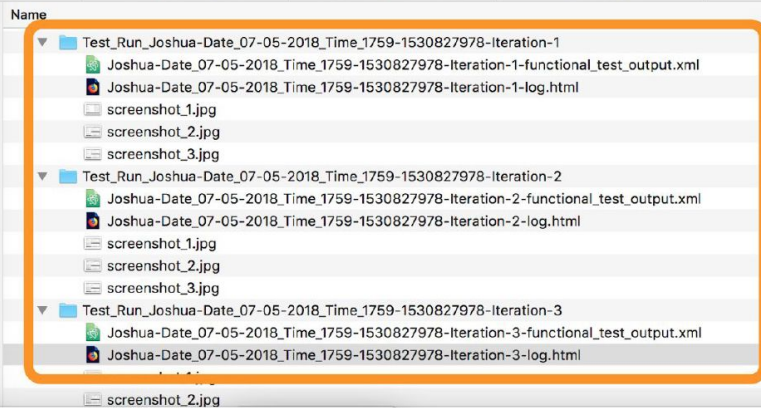 Name
Test_Run_Joshua-Date_07-05-2018_Time_1759-1530827978-Iteration-1
Joshua-Date_07-05-2018_Time_1759-1530827978-Iteration-1-functional_test_output.xml
Joshua-Date_07-05-2018_Time_1759-1530827978-Iteration-1-log.html
screenshot_1.jpg
screenshot_2.jpg
screenshot_3.jpg
Test_Run_Joshua-Date_07-05-2018_Time_1759-1530827978-Iteration-2
Joshua-Date_07-05-2018_Time_1759-1530827978-Iteration-2-functional_test_output.xml
Joshua-Date_07-05-2018_Time_1759-1530827978-Iteration-2-log.html
screenshot_1.jpg
screenshot_2.jpg
screenshot_3.jpg
Test_Run_Joshua-Date_07-05-2018_Time_1759-1530827978-Iteration-3
Joshua-Date_07-05-2018_Time_1759-1530827978-Iteration-3-functional_test_output.xml
Joshua-Date_07-05-2018_Time_1759-1530827978-Iteration-3-log.html
screenshot_2.jpg